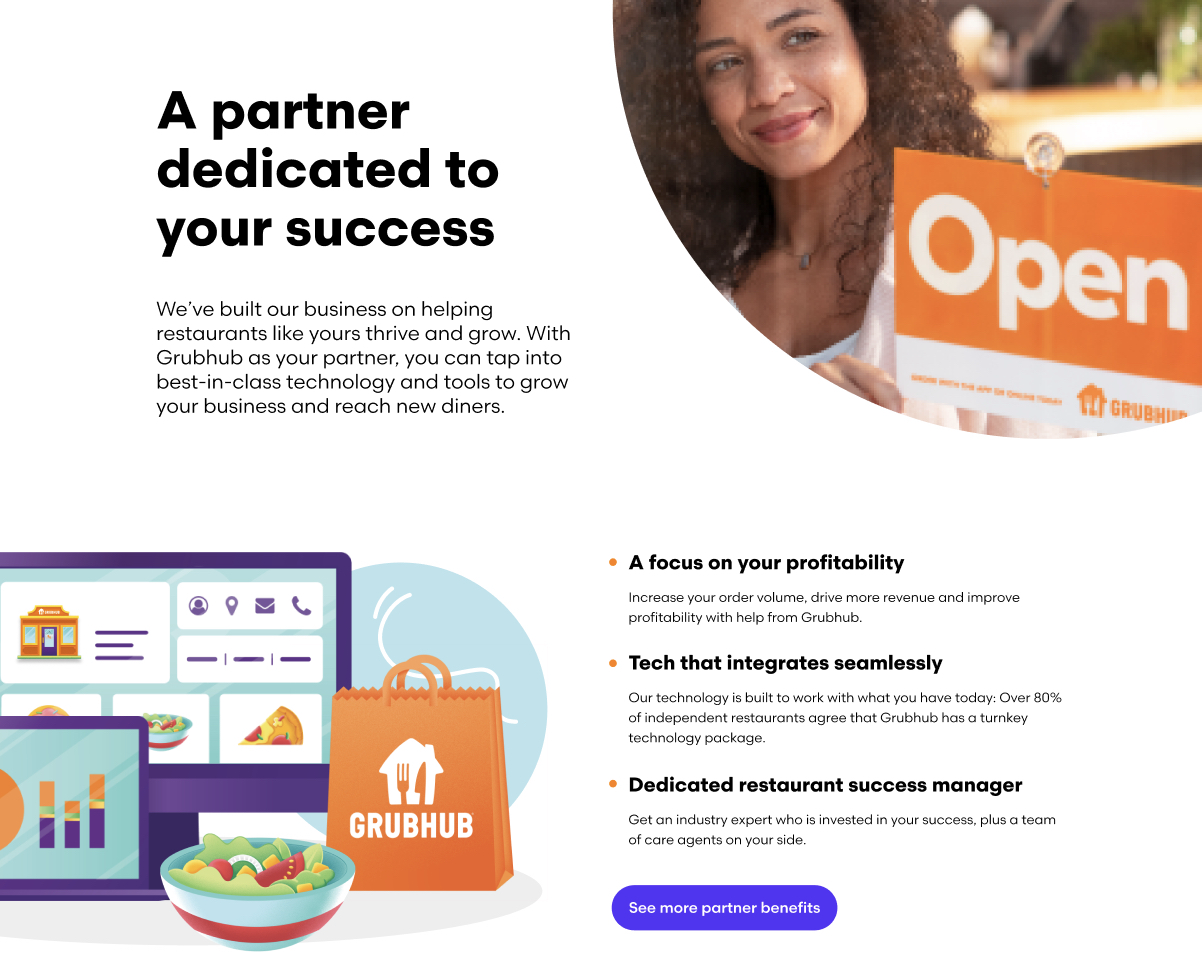 A partner
dedicated to
your success
We’ve built our business on helping
restaurants like yours thrive and grow. With
Grubhub as your partner, you can tap into
best-in-class technology and tools to grow
your business and reach new diners.
Open
GRUBHUB
A focus on your profitability
Increase your order volume, drive more revenue and improve
profitability with help from Grubhub.
Tech that integrates seamlessly
Our technology is built to work with what you have today: Over 80%
of independent restaurants agree that Grubhub has a turnkey
technology package.
Dedicated restaurant success manager
Get an industry expert who is invested in your success, plus a team
of care agents on your side.
See more partner benefits
GRUBHUB
GRUBHUB